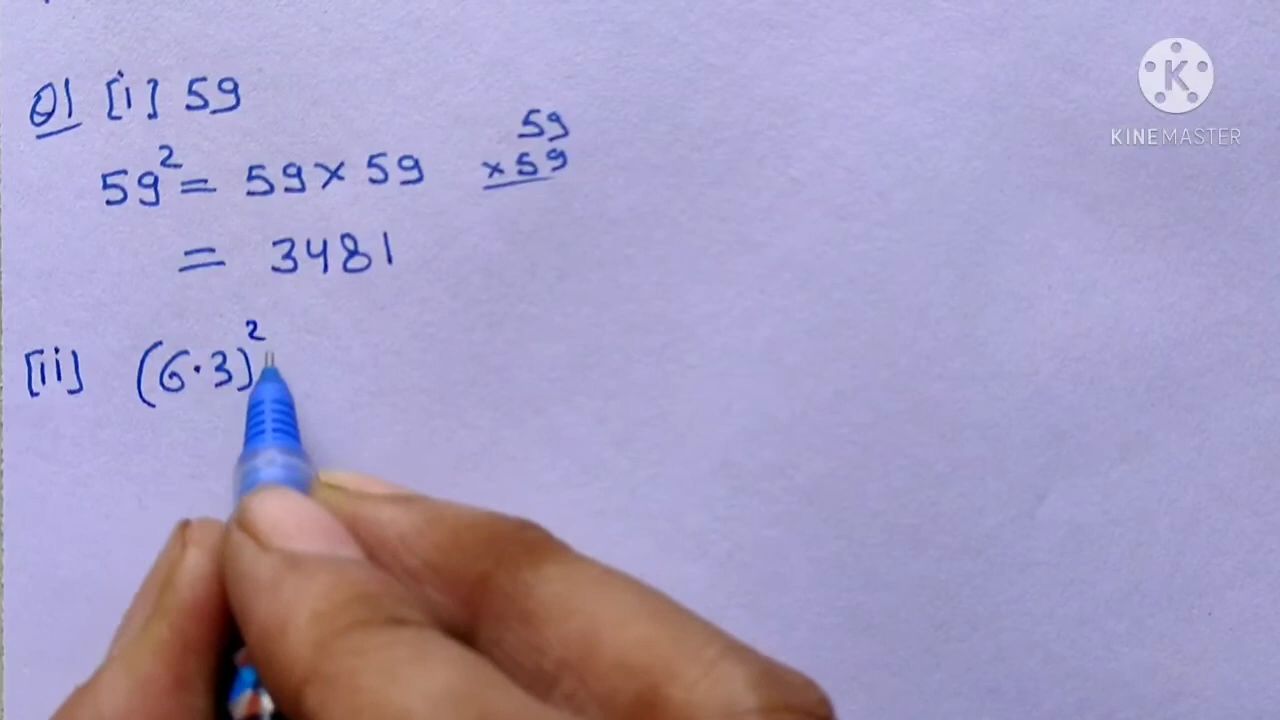 Q1 [i] 59
59² = 59 × 59
= 3481
59
× 59
[ii] (6·3)²
K
KINEMASTER